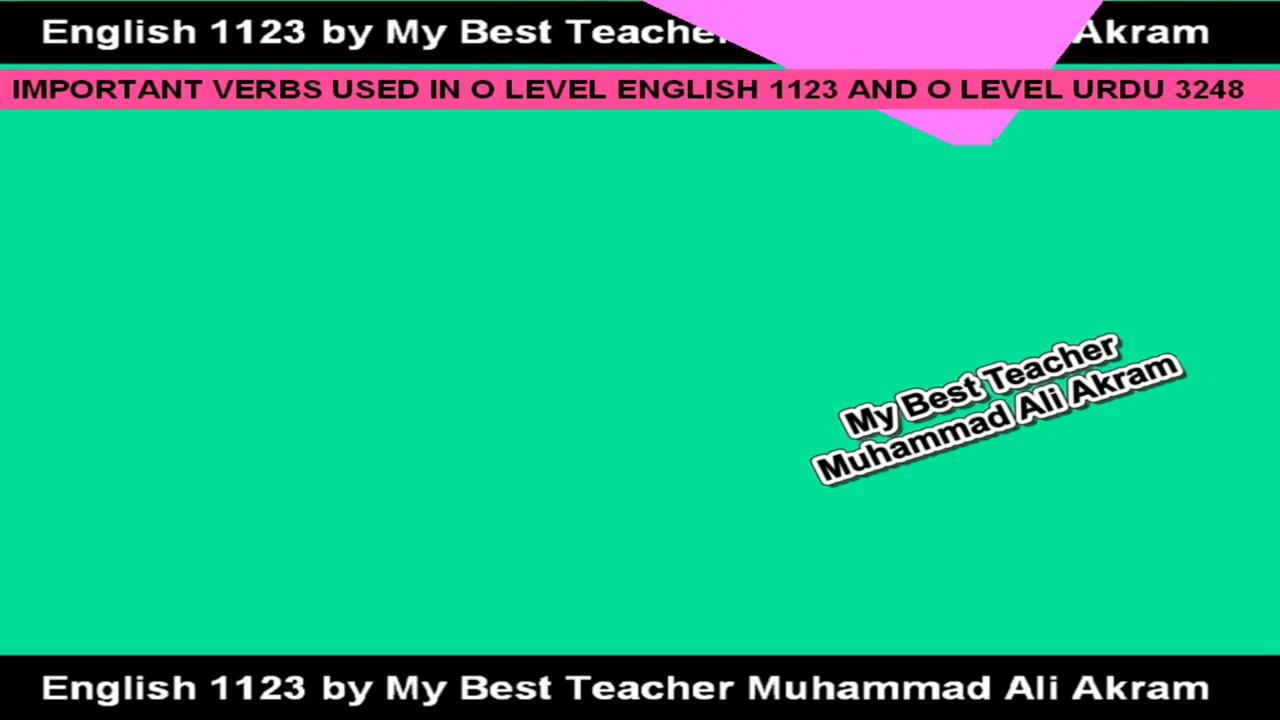 English 1123 by My Best Teacher Akram
IMPORTANT VERBS USED IN O LEVEL ENGLISH 1123 AND O LEVEL URDU 3248
My Best Teacher
Muhammad Ali Akram
English 1123 by My Best Teacher Muhammad Ali Akram